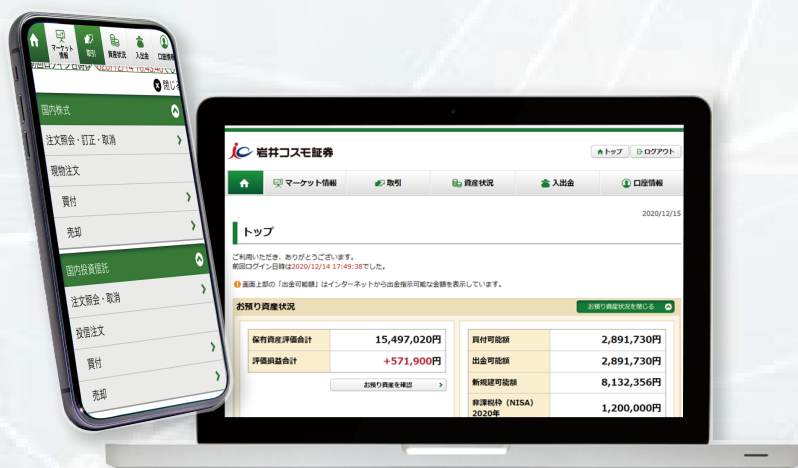 マーケット
情報
取引
資産状況
入出金
口座情報
閉じる
国内株式
注文照会・訂正・取消
現物注文
買付
売却
国内投資信託
注文照会・取消
投信注文
買付
売却
ic 岩井コスモ証券
トップ
ログアウト
マーケット情報
取引
資産状況
入出金
口座情報
2020/12/15
トップ
ご利用いただき、ありがとうございます。
前回ログイン日時は2020/12/14 17:49:38でした。
画面上部の「出金可能額」はインターネットから出金指示可能な金額を表示しています。
お預り資産状況
お預り資産状況を閉じる
保有資産評価合計 15,497,020円
評価損益合計 +571,900円
お預り資産を確認
買付可能額 2,891,730円
出金可能額 2,891,730円
新規建可能額 8,132,356円
非課税枠（NISA）
2020年 1,200,000円